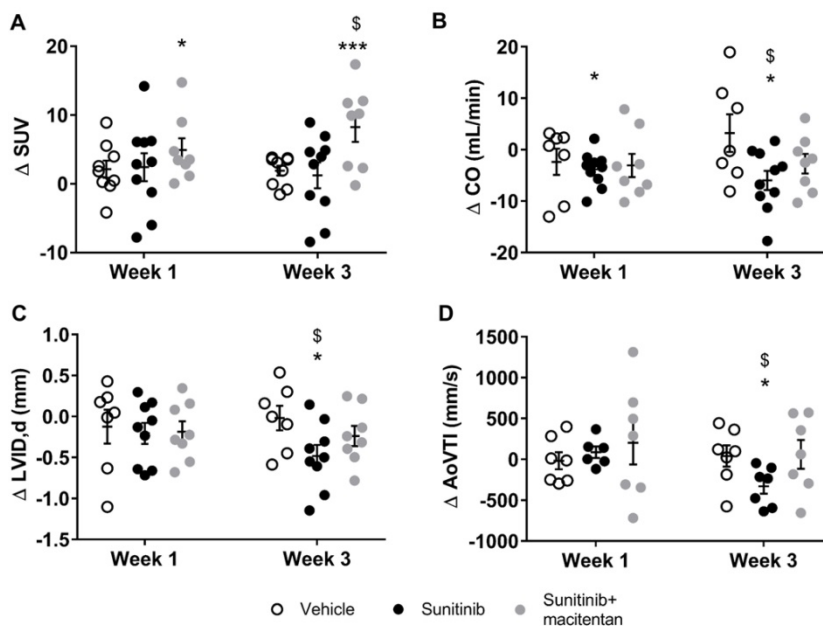 A
Δ SUV
20
10
0
-10
*
$
***
Week 1
Week 3
B
Δ CO (mL/min)
20
10
0
-10
-20
*
$
*
Week 1
Week 3
C
Δ LVID,d (mm)
1.0
0.5
-0.0
-0.5
-1.0
-1.5
$
*
Week 1
Week 3
D
Δ AoVTI (mm/s)
1500
1000
500
0
-500
-1000
$
*
Week 1
Week 3
Vehicle
Sunitinib
Sunitinib+
macitentan